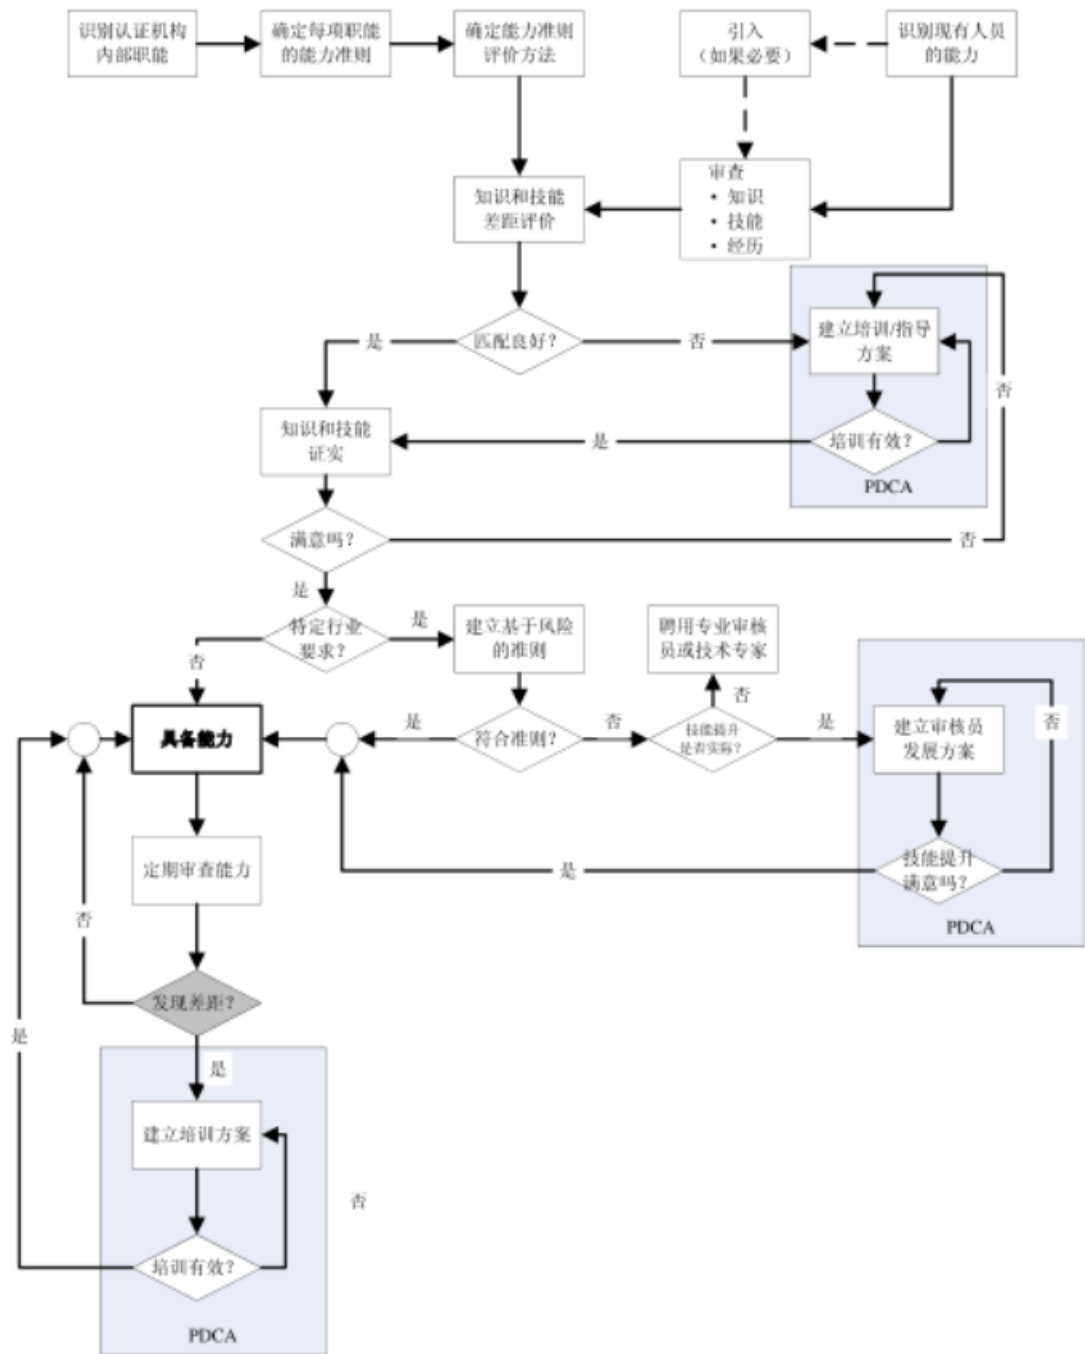 识别认证机构
内部职能
确定每项职能
的能力准则
确定能力准则
评价方法
引入
（如果必要）
识别现有人员
的能力
知识和技能
差距评价
审查
• 知识
• 技能
• 经历
匹配良好？
是
否
建立培训/指导
方案
否
培训有效？
是
PDCA
知识和技能
证实
满意吗？
否
是
特定行业
要求？
是
否
建立基于风险
的准则
聘用专业审核
员或技术专家
否
具备能力
是
符合准则？
否
技能提升
是否实际？
是
建立审核员
发展方案
否
技能提升
满意吗？
是
PDCA
定期审查能力
否
发现差距？
是
是
建立培训方案
否
培训有效？
PDCA